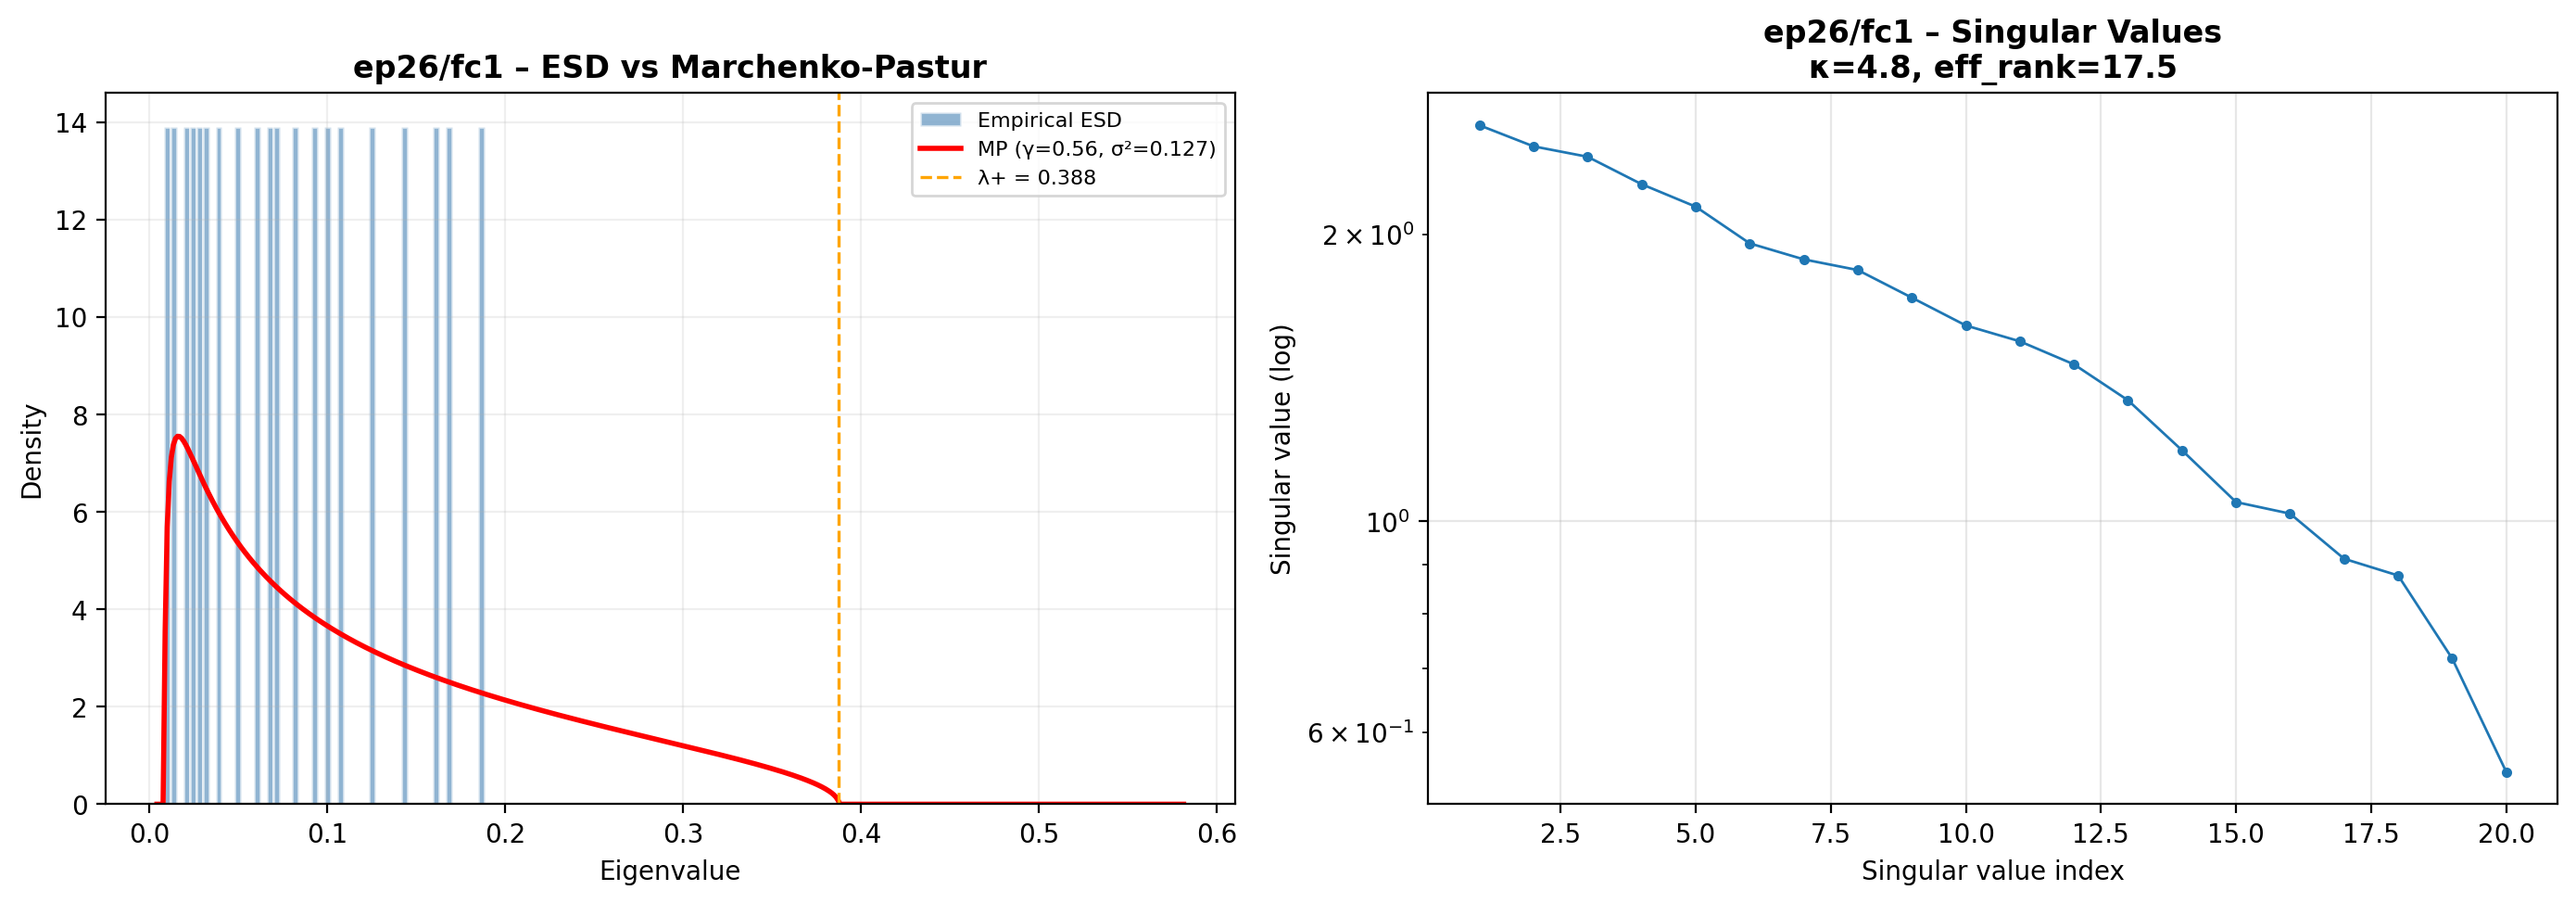 ep26/fc1 – ESD vs Marchenko-Pastur
Density
14
12
10
8
6
4
2
0
Empirical ESD
MP (γ=0.56, σ²=0.127)
λ+ = 0.388
0.0 0.1 0.2 0.3 0.4 0.5 0.6
Eigenvalue
ep26/fc1 – Singular Values
κ=4.8, eff_rank=17.5
Singular value (log)
2 × 10⁰
10⁰
6 × 10⁻¹
2.5 5.0 7.5 10.0 12.5 15.0 17.5 20.0
Singular value index